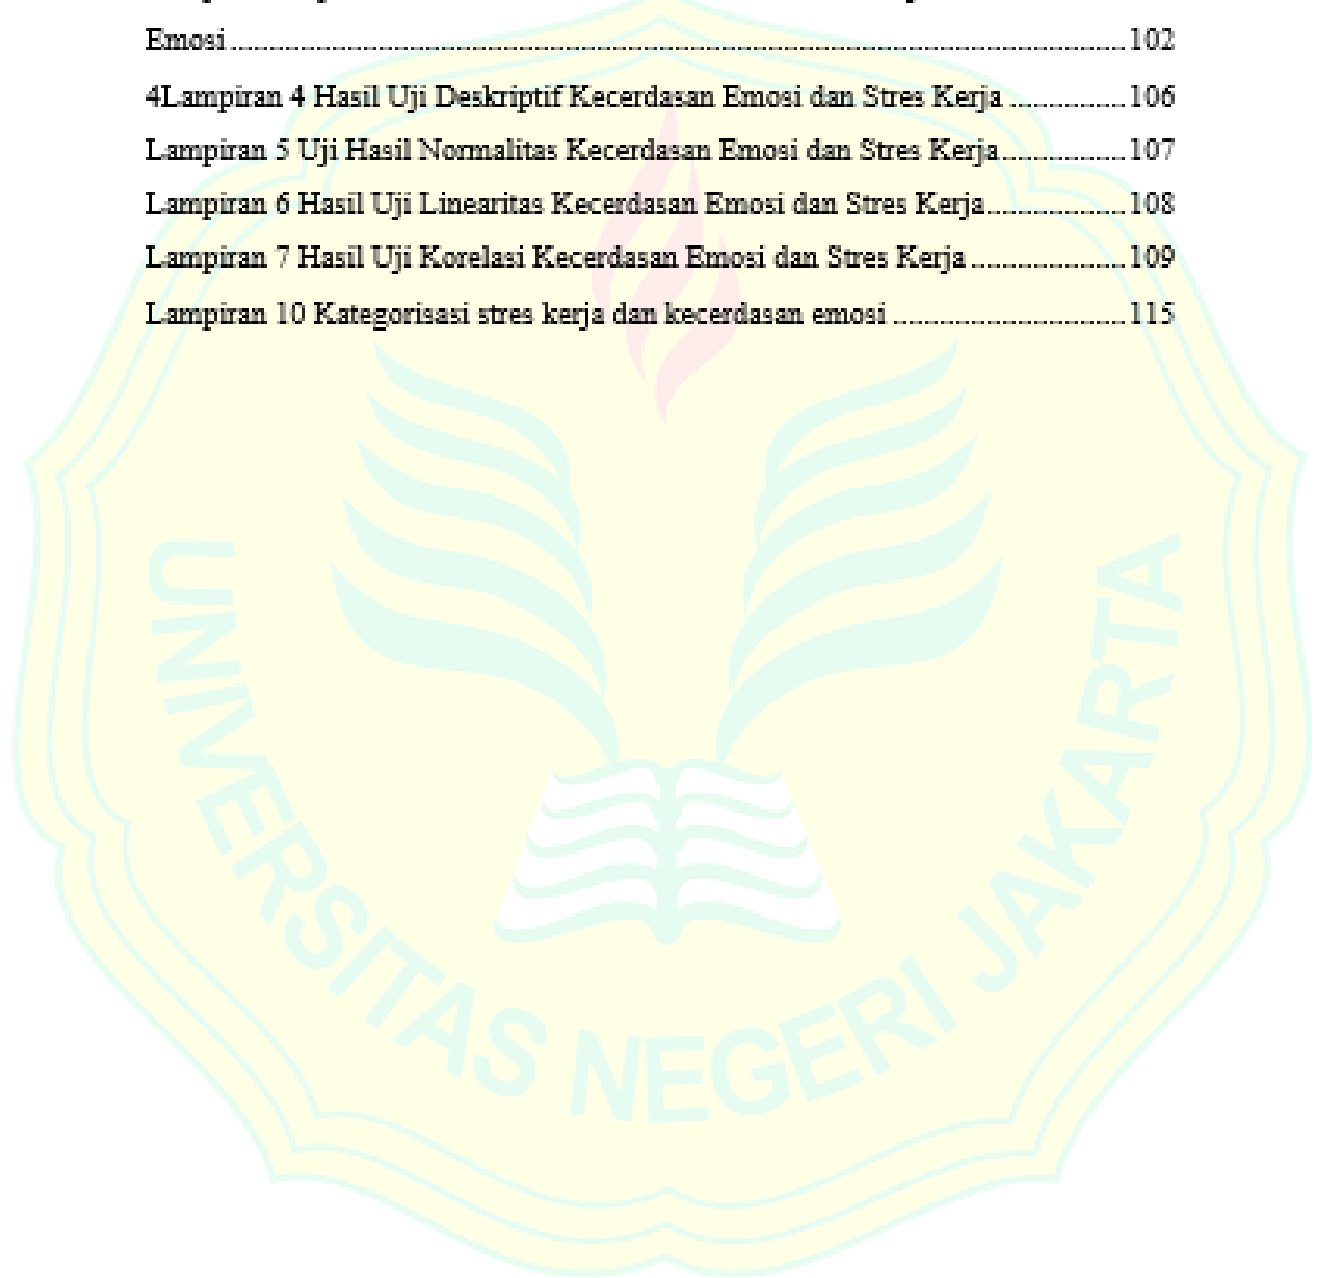 Emosi 102
4Lampiran 4 Hasil Uji Deskriptif Kecerdasan Emosi dan Stres Kerja 106
Lampiran 5 Uji Hasil Normalitas Kecerdasan Emosi dan Stres Kerja 107
Lampiran 6 Hasil Uji Linearitas Kecerdasan Emosi dan Stres Kerja 108
Lampiran 7 Hasil Uji Korelasi Kecerdasan Emosi dan Stres Kerja 109
Lampiran 10 Kategorisasi stres kerja dan kecerdasan emosi 115
UNIVERSITAS NEGERI JAKARTA